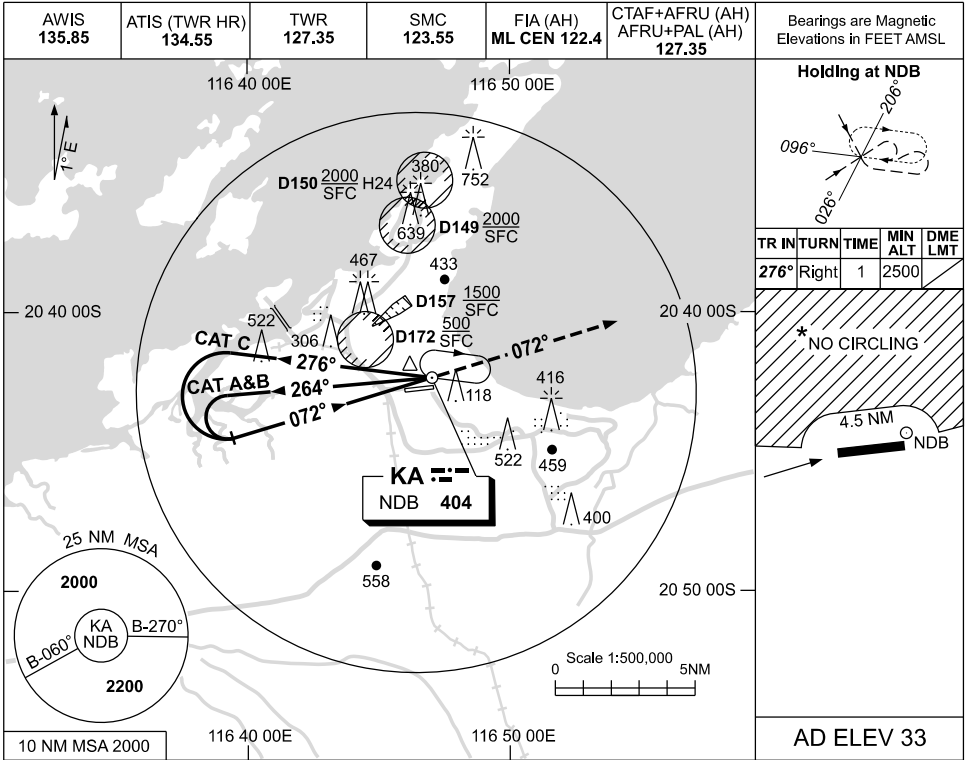 AWIS
135.85
ATIS (TWR HR)
134.55
TWR
127.35
SMC
123.55
FIA (AH)
ML CEN 122.4
CTAF+AFRU (AH)
AFRU+PAL (AH)
127.35
Bearings are Magnetic
Elevations in FEET AMSL
116 40 00E
116 50 00E
1° E
D150 2000 H24
SFC
380
752
639
D149 2000
SFC
467
433
D157 1500
SFC
20 40 00S
20 40 00S
522
306
D172 500
SFC
CAT C
276°
072°
CAT A&B
264°
072°
118
416
522
459
400
KA
NDB 404
558
20 50 00S
25 NM MSA
2000
KA
NDB
B-270°
B-060°
2200
Scale 1:500,000
0
5NM
10 NM MSA 2000
116 40 00E
116 50 00E
Holding at NDB
206°
096°
026°
TR IN TURN TIME MIN ALT DME LMT
276° Right 1 2500
* NO CIRCLING
4.5 NM
NDB
AD ELEV 33